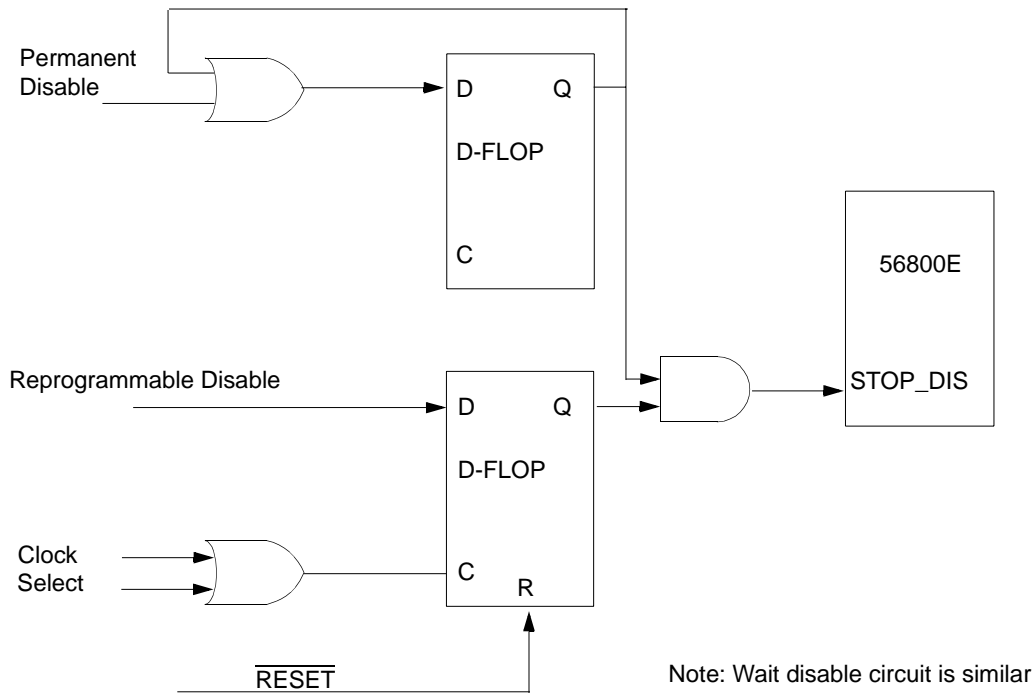 Permanent
Disable
D
Q
D-FLOP
C
56800E
STOP_DIS
Reprogrammable Disable
D
Q
D-FLOP
C
R
Clock
Select
RESET
Note: Wait disable circuit is similar